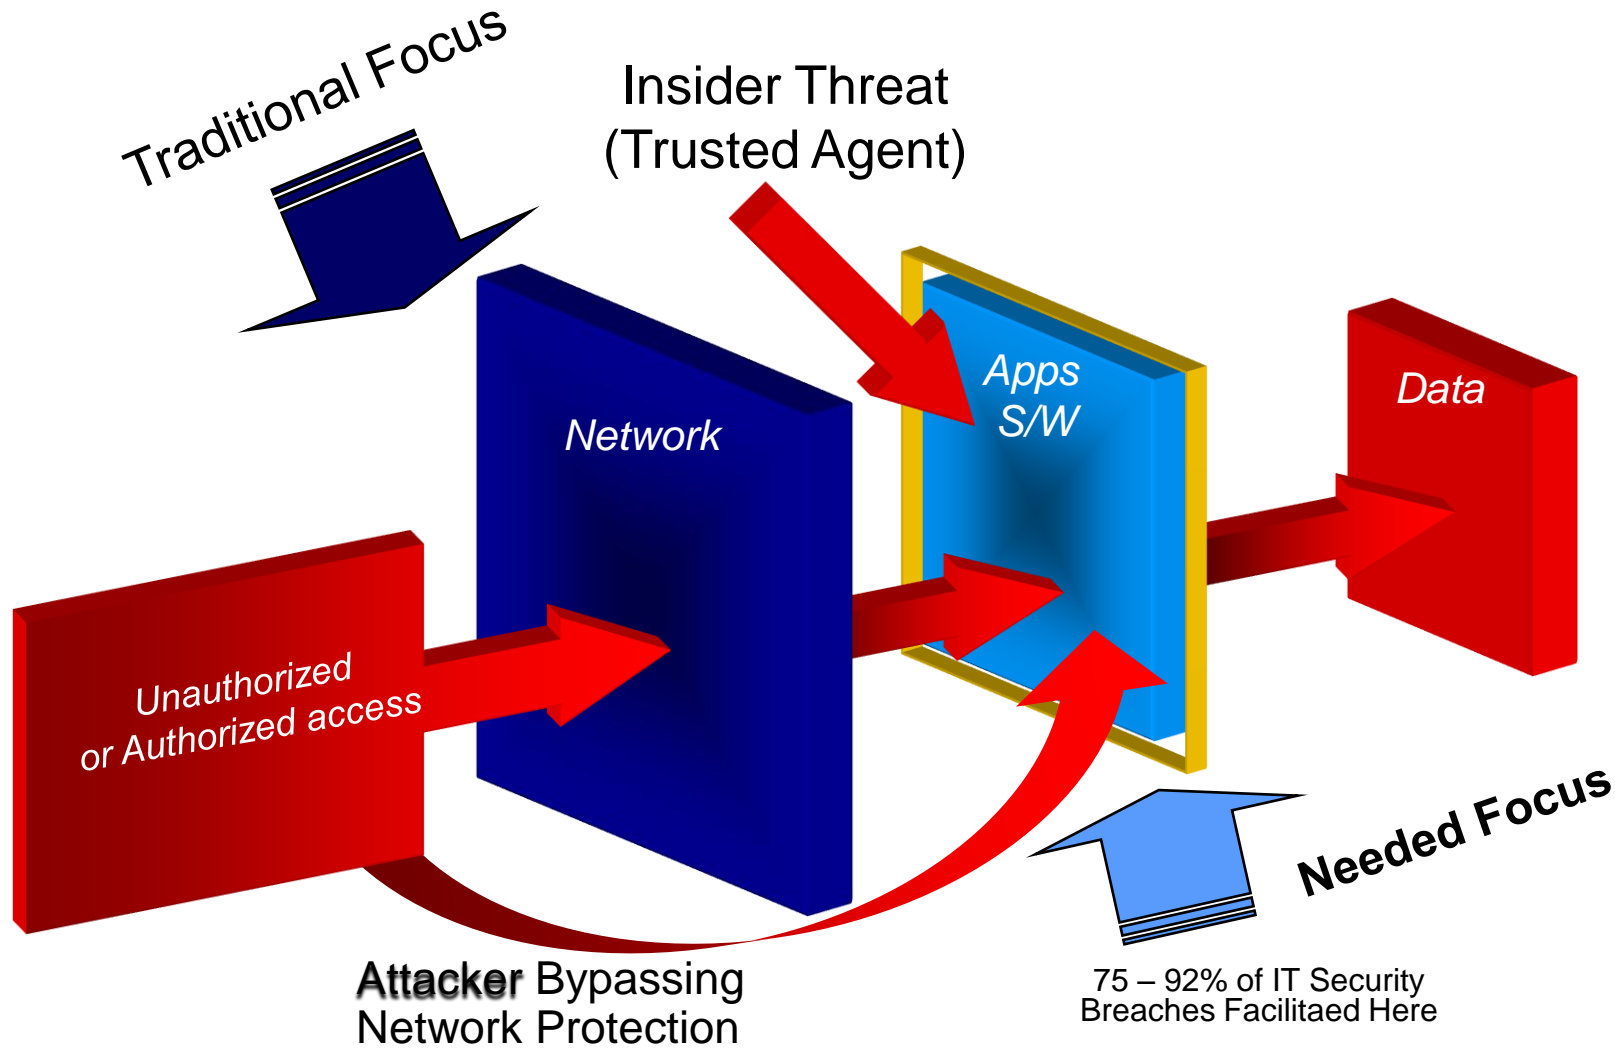 Traditional Focus
Insider Threat
(Trusted Agent)
Apps
S/W
Data
Network
Unauthorized
or Authorized access
Needed Focus
Attacker Bypassing
Network Protection
75 – 92% of IT Security
Breaches Facilitaed Here